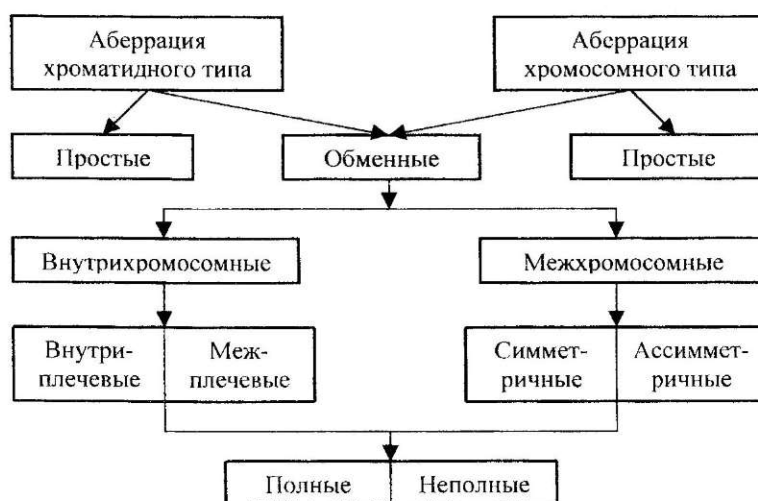 Аберрация
хроматидного типа
Аберрация
хромосомного типа
Простые
Обменные
Простые
Внутрихромосомные
Межхромосомные
Внутри-
плечевые
Меж-
плечевые
Симмет-
ричные
Ассиммет-
ричные
Полные
Неполные